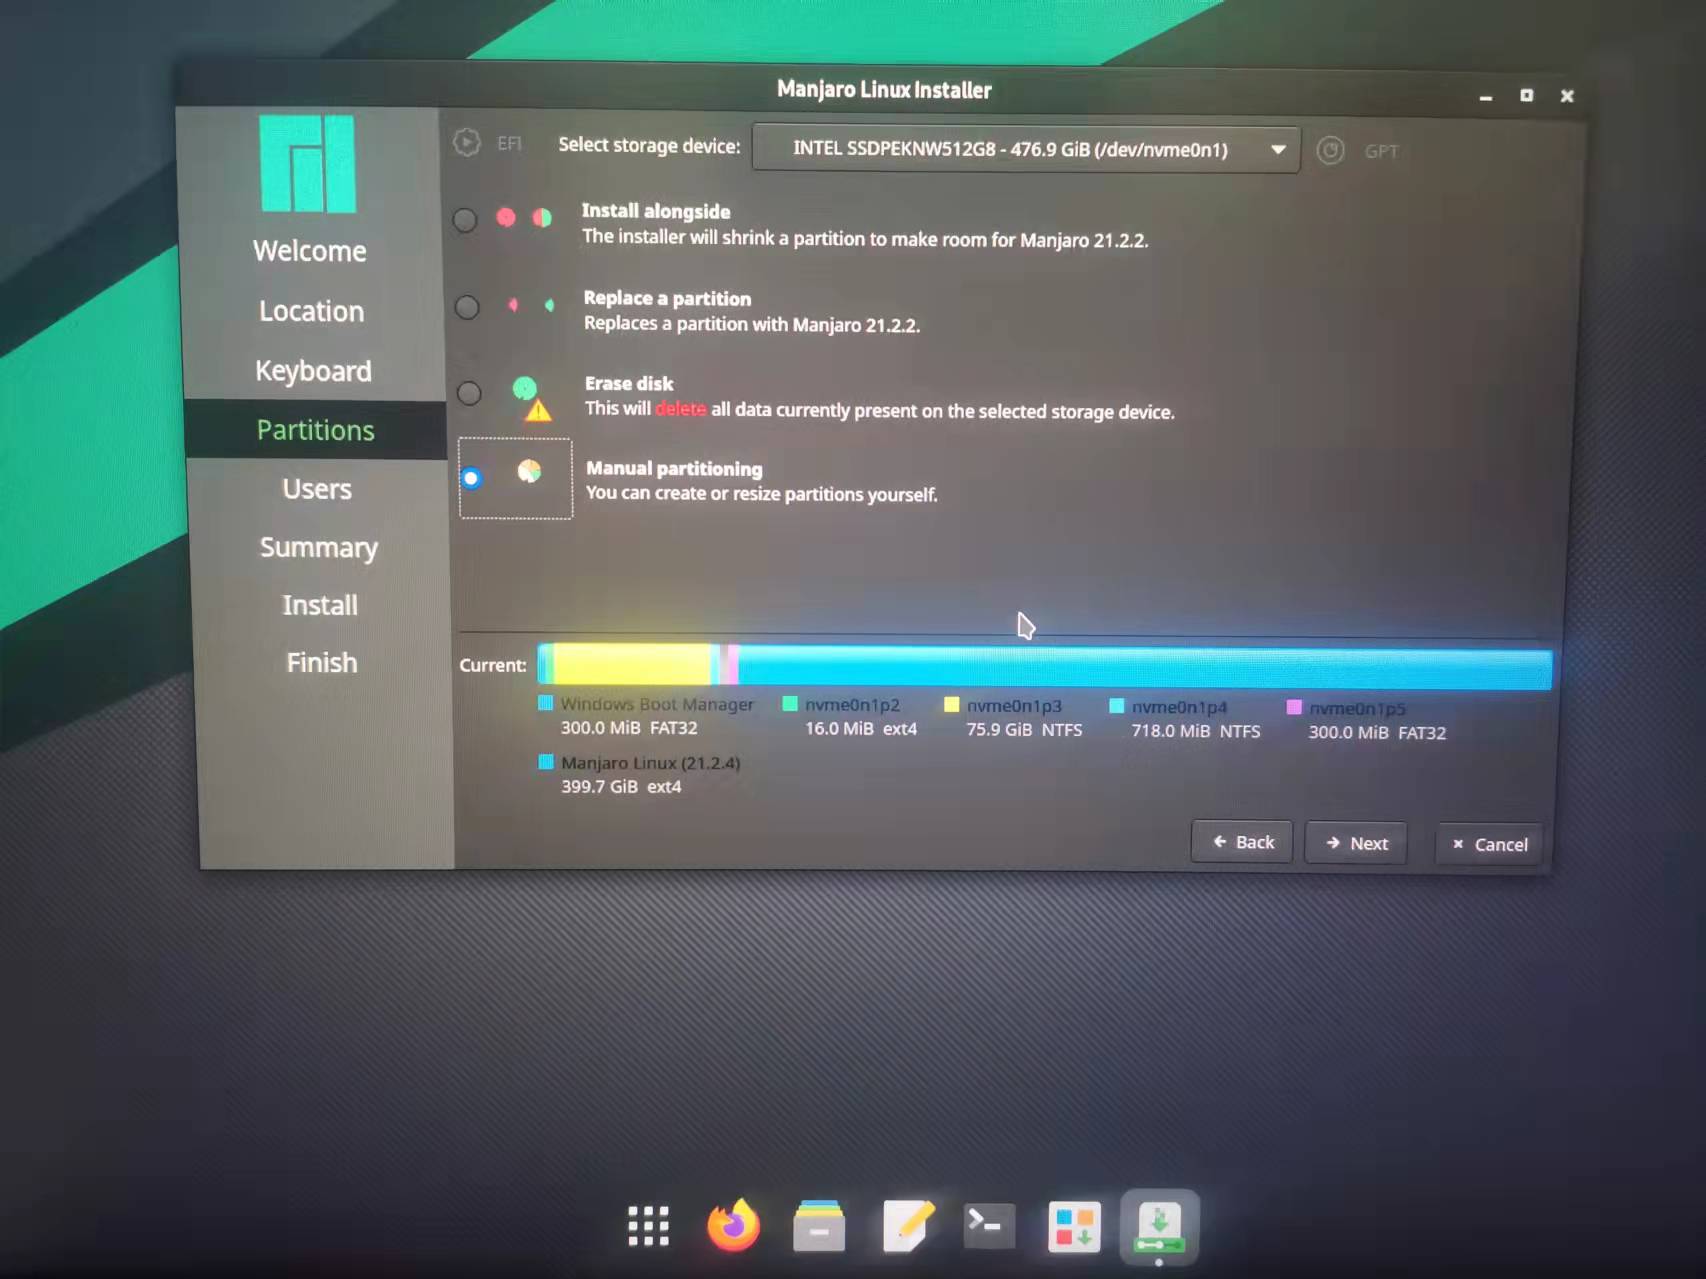 Manjaro Linux Installer
EFI
Select storage device:
INTEL SSDPEKNW512G8 - 476.9 GiB (/dev/nvme0n1)
GPT
Welcome
Location
Keyboard
Partitions
Users
Summary
Install
Finish
Install alongside
The installer will shrink a partition to make room for Manjaro 21.2.2.
Replace a partition
Replaces a partition with Manjaro 21.2.2.
Erase disk
This will delete all data currently present on the selected storage device.
Manual partitioning
You can create or resize partitions yourself.
Current:
Windows Boot Manager
300.0 MiB FAT32
nvme0n1p2
16.0 MiB ext4
nvme0n1p3
75.9 GiB NTFS
nvme0n1p4
718.0 MiB NTFS
nvme0n1p5
300.0 MiB FAT32
Manjaro Linux (21.2.4)
399.7 GiB ext4
Back
Next
Cancel